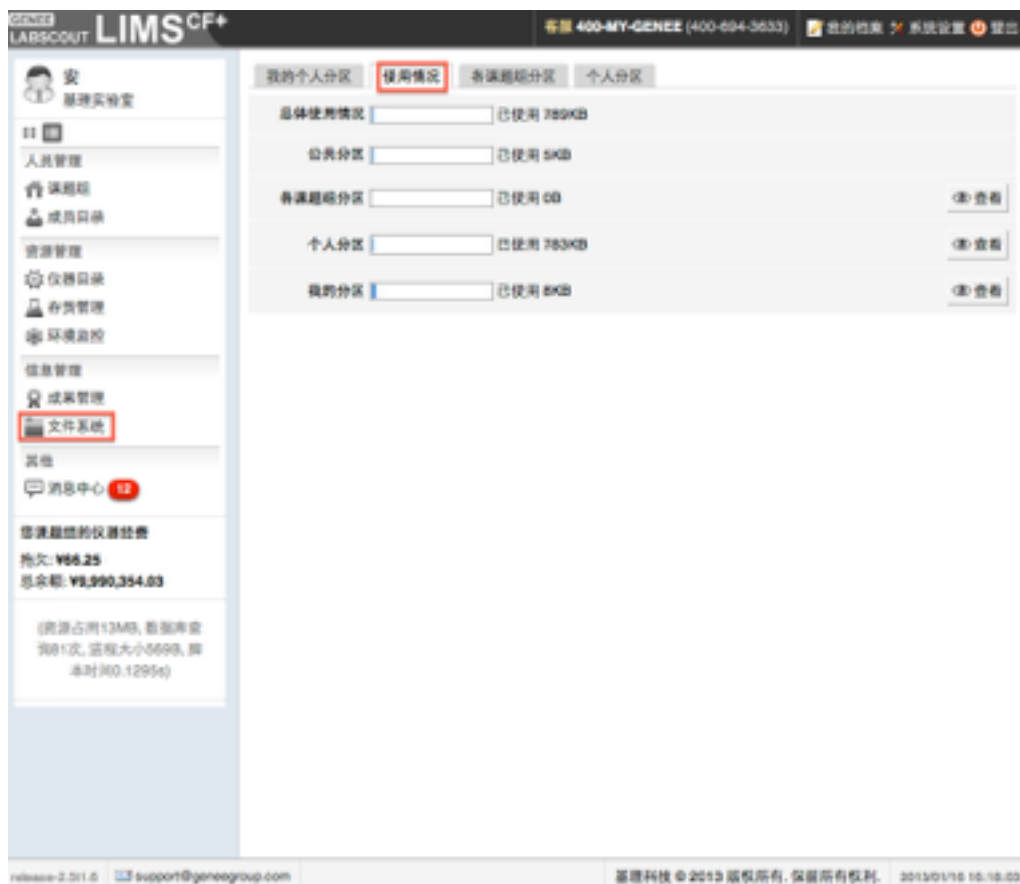 GENEE
LABSCOUT LIMS CF+
客服 400-MY-GENEE (400-694-3633) 我的档案 系统设置 登出
安
基理实验室
人员管理
课题组
成员目录
资源管理
仪器目录
存货管理
环境监控
信息管理
成果管理
文件系统
其他
消息中心 12
您课题组的仪器经费
拖欠: ¥66.25
总余额: ¥9,990,354.03
(资源占用13MB, 数据库查
询81次, 进程大小569B, 脚
本时间0.1295s)
我的个人分区 使用情况 各课题组分区 个人分区
总体使用情况 已使用 789KB
公共分区 已使用 5KB
各课题组分区 已使用 0B 查看
个人分区 已使用 783KB 查看
我的分区 已使用 8KB 查看
support@geneegroup.com
基理科技 © 2013 版权所有. 保留所有权利.